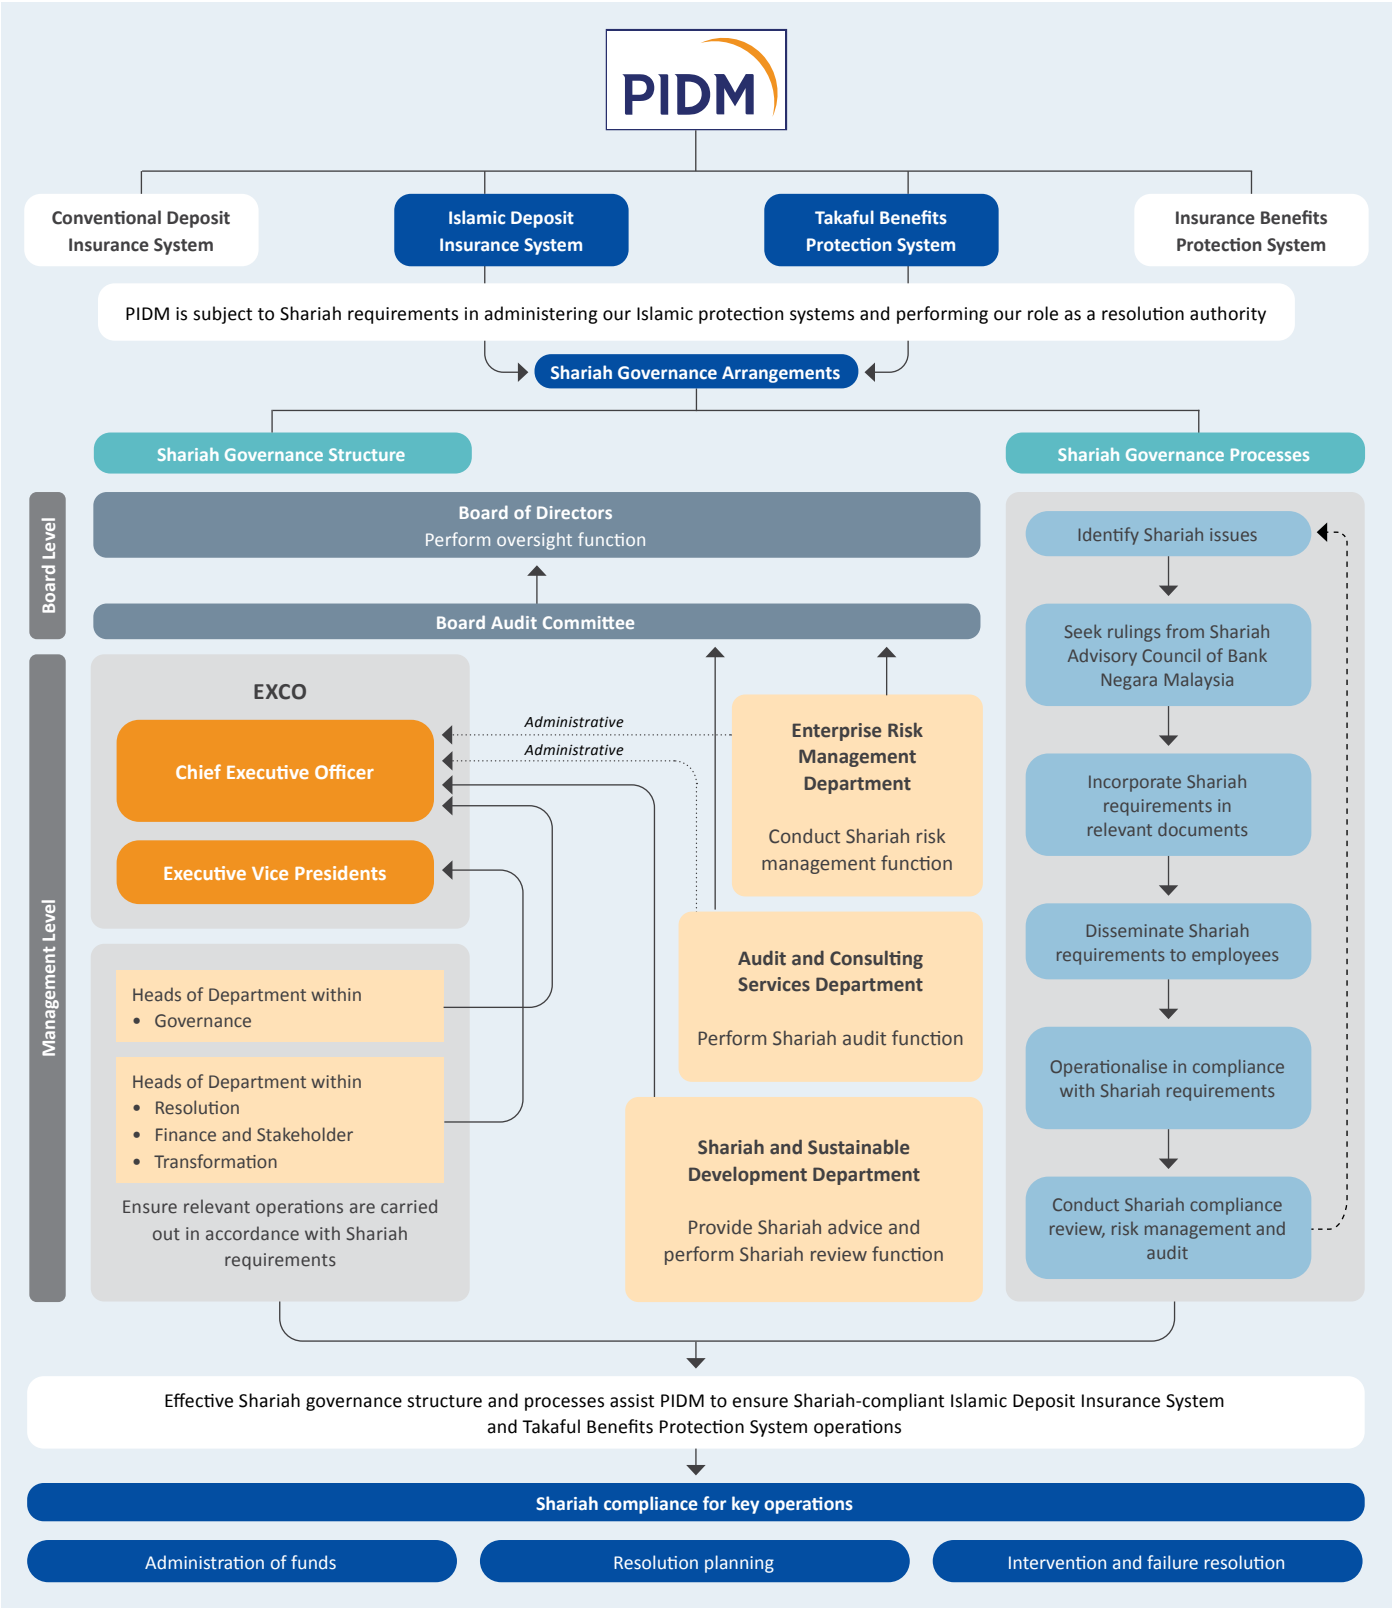 PIDM
Conventional Deposit
Insurance System
Islamic Deposit
Insurance System
Takaful Benefits
Protection System
Insurance Benefits
Protection System
PIDM is subject to Shariah requirements in administering our Islamic protection systems and performing our role as a resolution authority
Shariah Governance Arrangements
Shariah Governance Structure
Shariah Governance Processes
Board Level
Board of Directors
Perform oversight function
Board Audit Committee
Management Level
EXCO
Chief Executive Officer
Executive Vice Presidents
Administrative
Administrative
Heads of Department within
• Governance
Heads of Department within
• Resolution
• Finance and Stakeholder
• Transformation
Ensure relevant operations are carried
out in accordance with Shariah
requirements
Enterprise Risk
Management
Department
Conduct Shariah risk
management function
Audit and Consulting
Services Department
Perform Shariah audit function
Shariah and Sustainable
Development Department
Provide Shariah advice and
perform Shariah review function
Identify Shariah issues
Seek rulings from Shariah
Advisory Council of Bank
Negara Malaysia
Incorporate Shariah
requirements in
relevant documents
Disseminate Shariah
requirements to employees
Operationalise in compliance
with Shariah requirements
Conduct Shariah compliance
review, risk management and
audit
Effective Shariah governance structure and processes assist PIDM to ensure Shariah-compliant Islamic Deposit Insurance System
and Takaful Benefits Protection System operations
Shariah compliance for key operations
Administration of funds
Resolution planning
Intervention and failure resolution